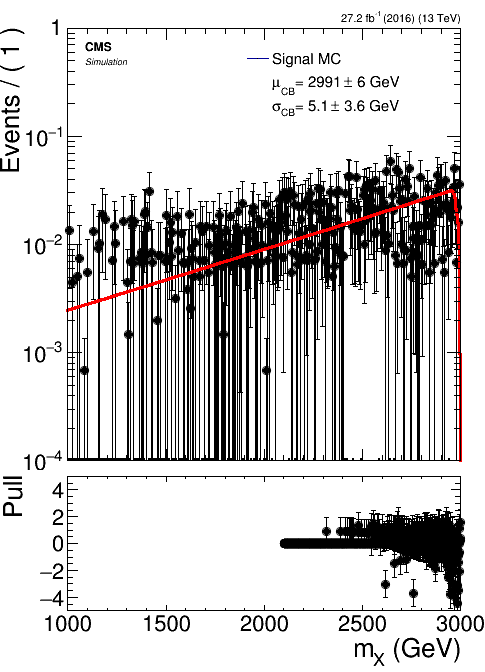 27.2 fb⁻¹ (2016) (13 TeV)
CMS
Simulation
Signal MC
μ_CB = 2991 ± 6 GeV
σ_CB = 5.1 ± 3.6 GeV
Events / ( 1 )
1
10⁻¹
10⁻²
10⁻³
10⁻⁴
Pull
4
2
0
−2
−4
1000 1500 2000 2500 3000
m_X (GeV)